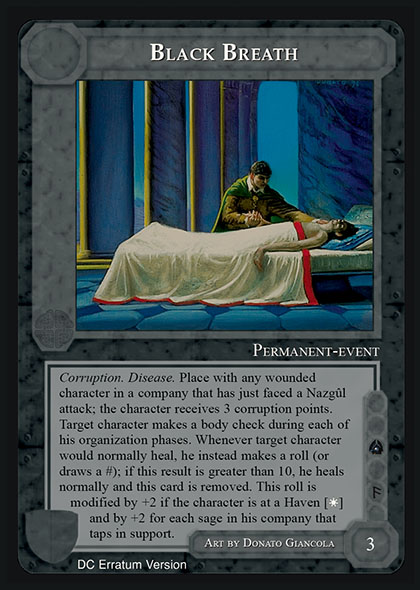 Black Breath
Permanent-event
Corruption. Disease. Place with any wounded
character in a company that has just faced a Nazgûl
attack; the character receives 3 corruption points.
Target character makes a body check during each of
his organization phases. Whenever target character
would normally heal, he instead makes a roll (or
draws a #); if this result is greater than 10, he heals
normally and this card is removed. This roll is
modified by +2 if the character is at a Haven [☀]
and by +2 for each sage in his company that
taps in support.
Art by Donato Giancola
3
DC Erratum Version